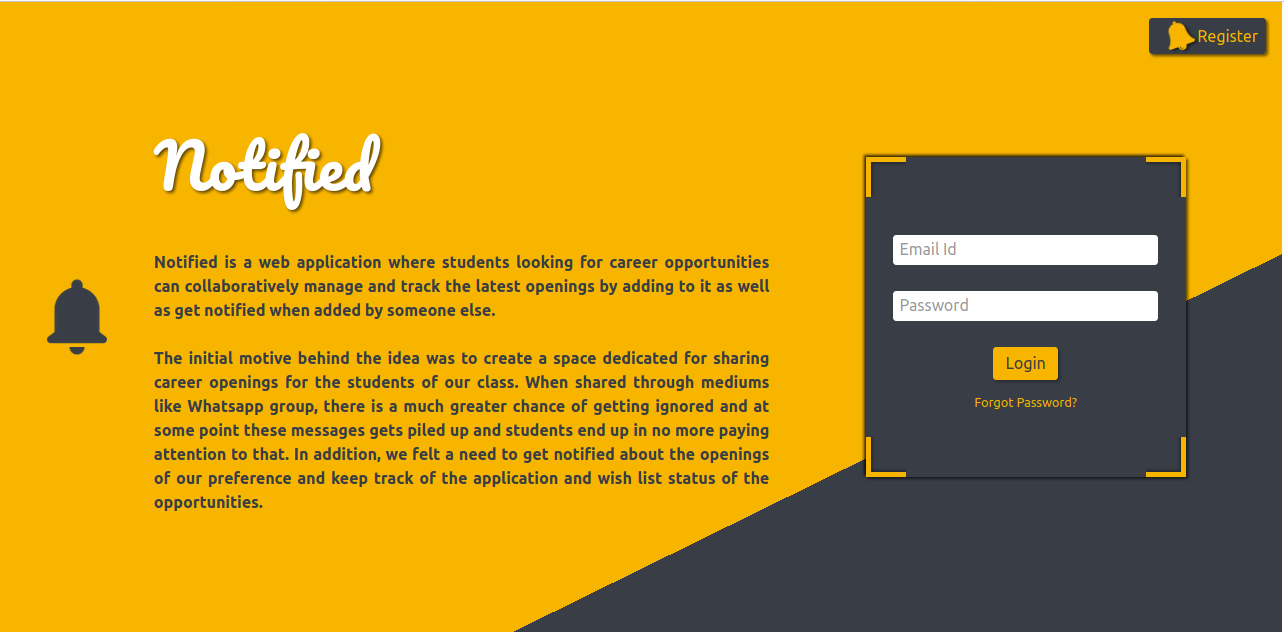 Register
Notified
Notified is a web application where students looking for career opportunities
can collaboratively manage and track the latest openings by adding to it as well
as get notified when added by someone else.
The initial motive behind the idea was to create a space dedicated for sharing
career openings for the students of our class. When shared through mediums
like Whatsapp group, there is a much greater chance of getting ignored and at
some point these messages gets piled up and students end up in no more paying
attention to that. In addition, we felt a need to get notified about the openings
of our preference and keep track of the application and wish list status of the
opportunities.
Email Id
Password
Login
Forgot Password?